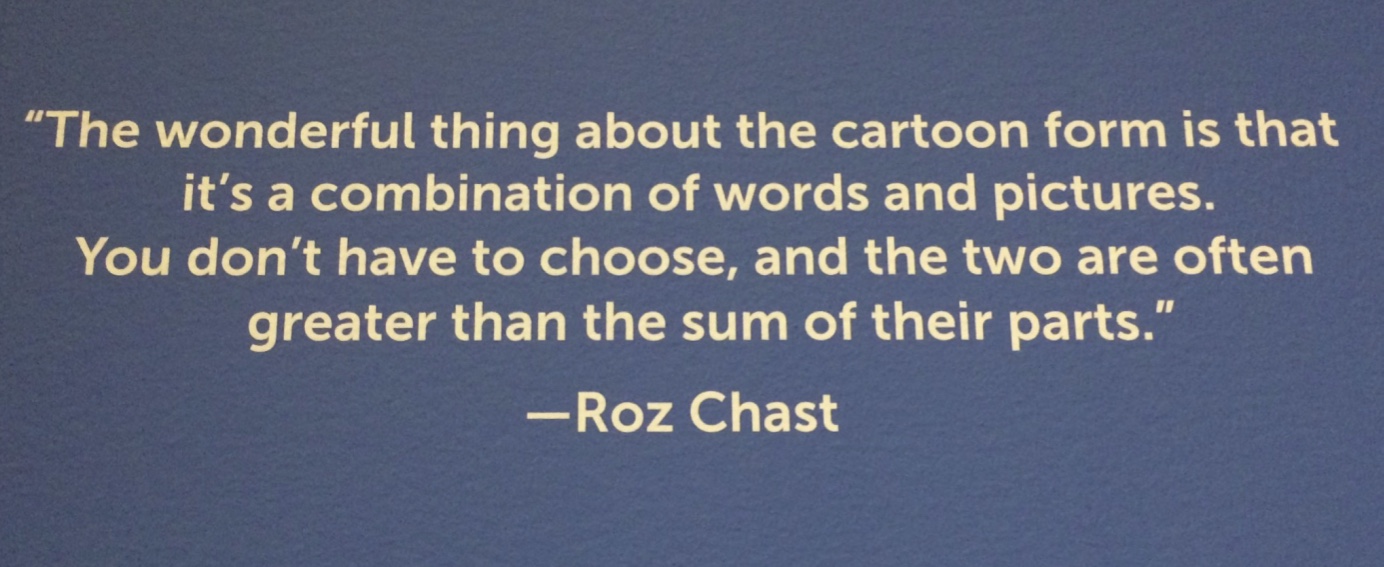 “The wonderful thing about the cartoon form is that
it’s a combination of words and pictures.
You don’t have to choose, and the two are often
greater than the sum of their parts.”
—Roz Chast